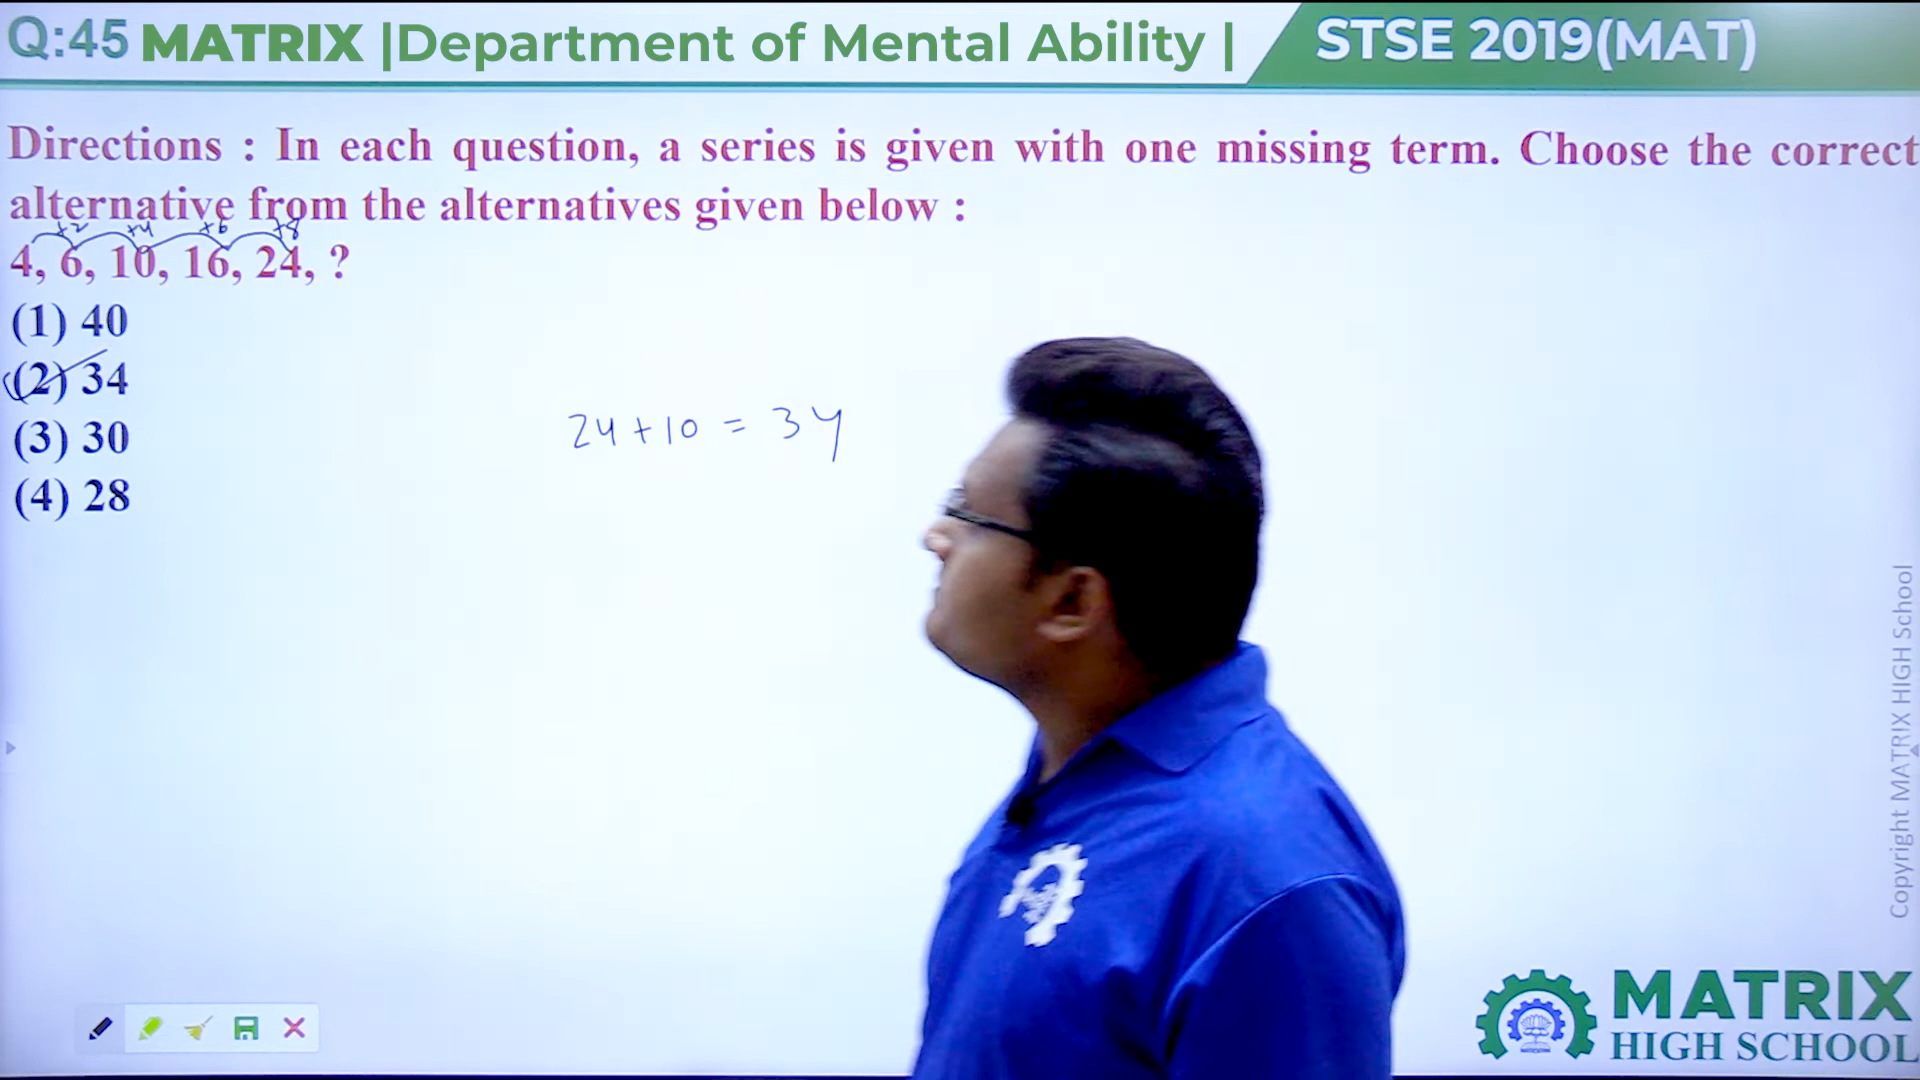 Q:45 MATRIX |Department of Mental Ability | STSE 2019(MAT)
Directions : In each question, a series is given with one missing term. Choose the correct
alternative from the alternatives given below :
+2 +4 +6 +8
4, 6, 10, 16, 24, ?
(1) 40
(2) 34
(3) 30
(4) 28
24+10 = 34
Copyright MATRIX HIGH School
MATRIX
HIGH SCHOOL